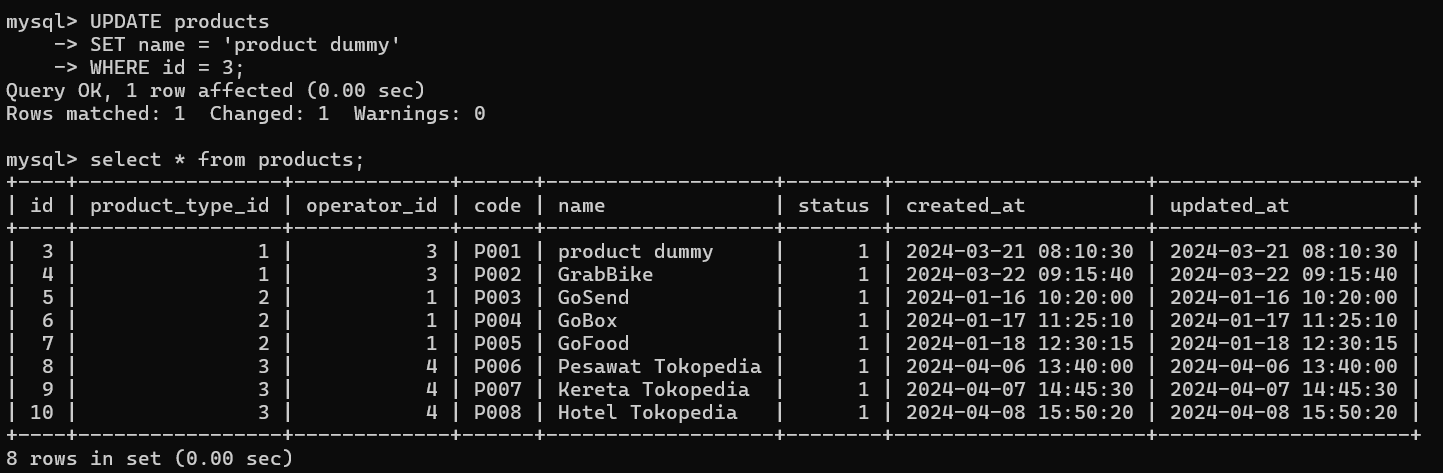 mysql> UPDATE products
    -> SET name = 'product dummy'
    -> WHERE id = 3;
Query OK, 1 row affected (0.00 sec)
Rows matched: 1  Changed: 1  Warnings: 0

mysql> select * from products;
+----+-----------------+-------------+------+-------------------+--------+---------------------+---------------------+
| id | product_type_id | operator_id | code | name              | status | created_at          | updated_at          |
+----+-----------------+-------------+------+-------------------+--------+---------------------+---------------------+
|  3 |               1 |           3 | P001 | product dummy     |      1 | 2024-03-21 08:10:30 | 2024-03-21 08:10:30 |
|  4 |               1 |           3 | P002 | GrabBike          |      1 | 2024-03-22 09:15:40 | 2024-03-22 09:15:40 |
|  5 |               2 |           1 | P003 | GoSend            |      1 | 2024-01-16 10:20:00 | 2024-01-16 10:20:00 |
|  6 |               2 |           1 | P004 | GoBox             |      1 | 2024-01-17 11:25:10 | 2024-01-17 11:25:10 |
|  7 |               2 |           1 | P005 | GoFood            |      1 | 2024-01-18 12:30:15 | 2024-01-18 12:30:15 |
|  8 |               3 |           4 | P006 | Pesawat Tokopedia |      1 | 2024-04-06 13:40:00 | 2024-04-06 13:40:00 |
|  9 |               3 |           4 | P007 | Kereta Tokopedia  |      1 | 2024-04-07 14:45:30 | 2024-04-07 14:45:30 |
| 10 |               3 |           4 | P008 | Hotel Tokopedia   |      1 | 2024-04-08 15:50:20 | 2024-04-08 15:50:20 |
+----+-----------------+-------------+------+-------------------+--------+---------------------+---------------------+
8 rows in set (0.00 sec)